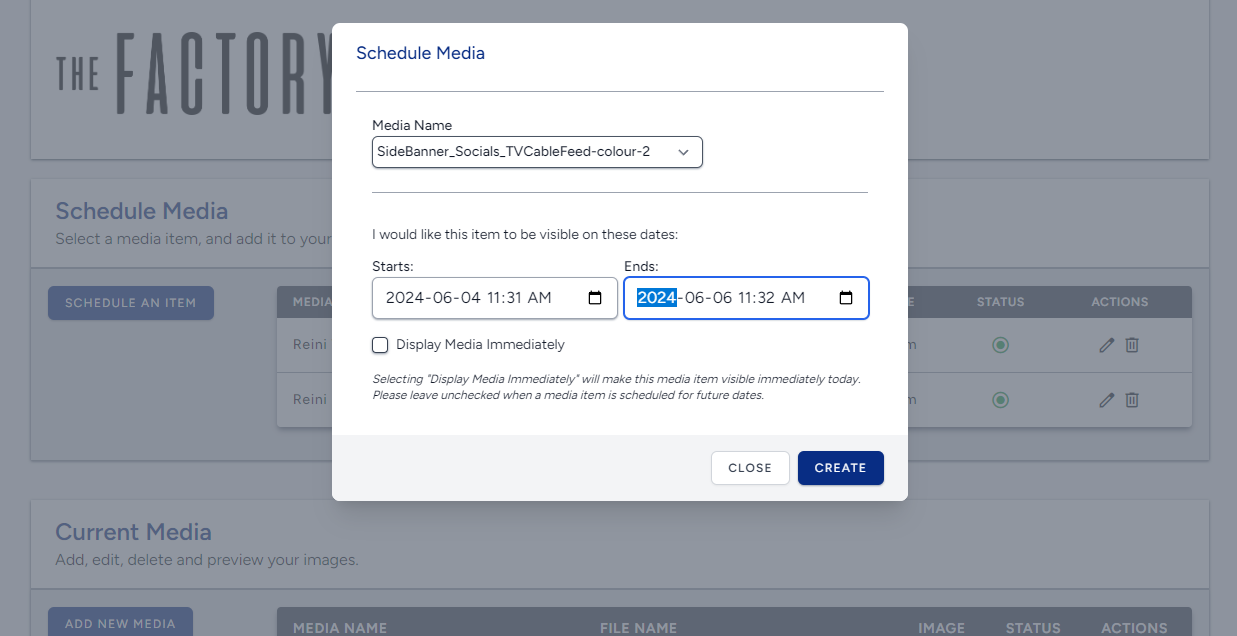 THE FACTORY
Schedule Media
Media Name
SideBanner_Socials_TVCableFeed-colour-2
I would like this item to be visible on these dates:
Starts:
Ends:
2024-06-04 11:31 AM
2024-06-06 11:32 AM
Display Media Immediately
Selecting "Display Media Immediately" will make this media item visible immediately today.
Please leave unchecked when a media item is scheduled for future dates.
CLOSE
CREATE
Schedule Media
Select a media item, and add it to your
SCHEDULE AN ITEM
MEDIA
STATUS
ACTIONS
Reini
Reini
Current Media
Add, edit, delete and preview your images.
ADD NEW MEDIA
MEDIA NAME
FILE NAME
IMAGE
STATUS
ACTIONS